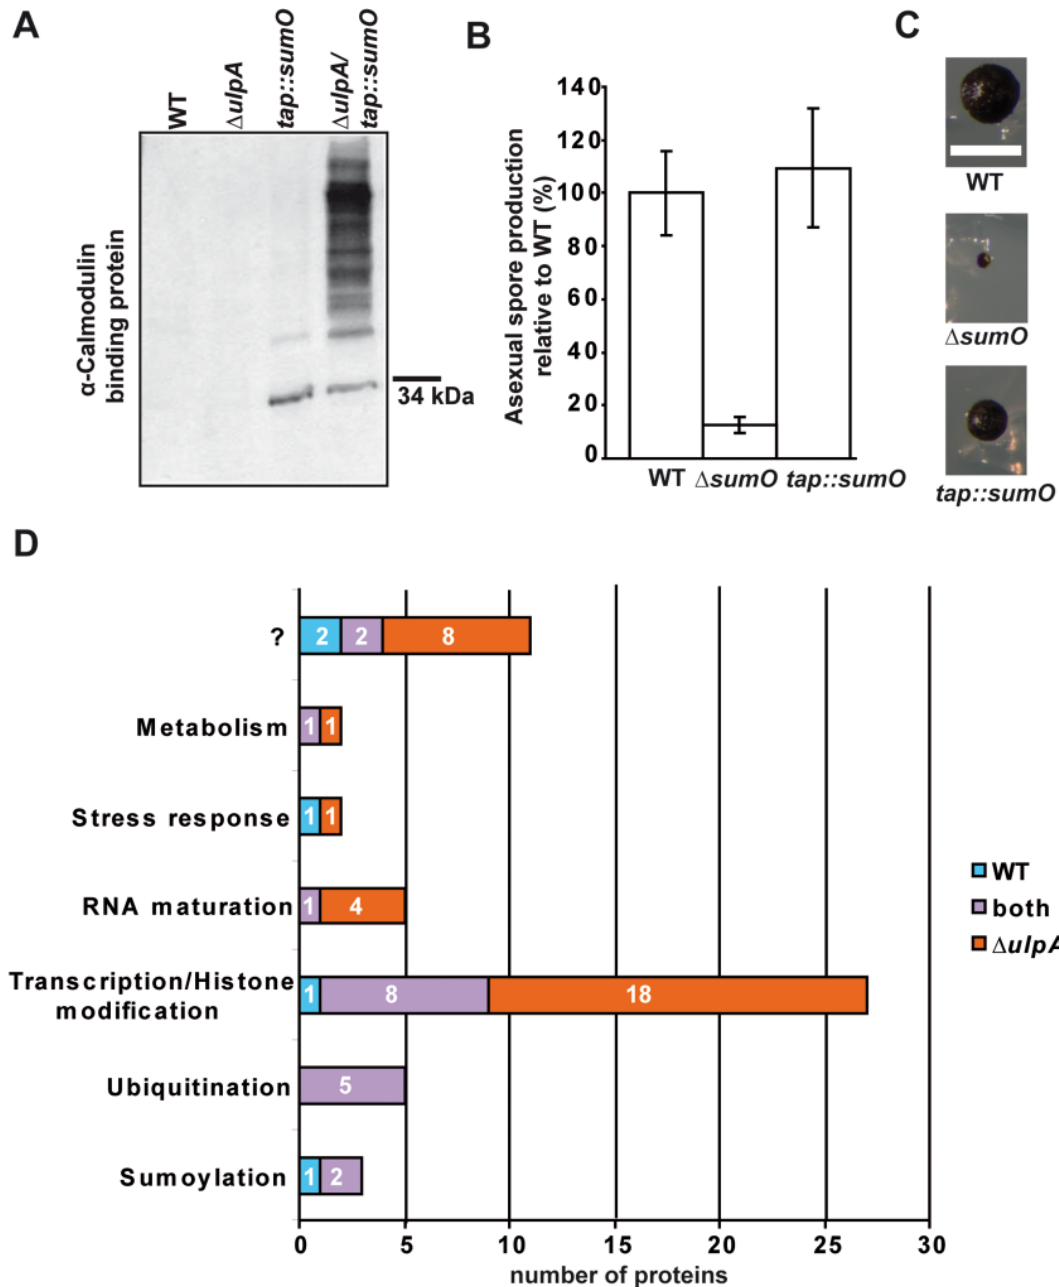 A
WT
ΔulpA
tap::sumO
ΔulpA/
tap::sumO
α-Calmodulin
binding protein
34 kDa
B
Asexual spore production
relative to WT (%)
140
120
100
80
60
40
20
0
WT ΔsumO tap::sumO
C
WT
ΔsumO
tap::sumO
D
? 2 2 8
Metabolism 1 1
Stress response 1 1
RNA maturation 1 4
Transcription/Histone
modification 1 8 18
Ubiquitination 5
Sumoylation 1 2
0 5 10 15 20 25 30
number of proteins
WT
both
ΔulpA